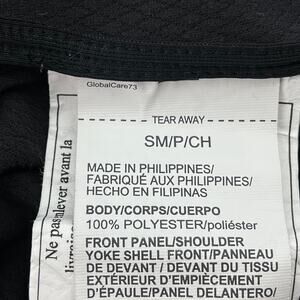 GlobalCare73
TEAR AWAY
SM/P/CH
MADE IN PHILIPPINES/
FABRIQUÉ AUX PHILIPPINES/
HECHO EN FILIPINAS
BODY/CORPS/CUERPO
100% POLYESTER/poliéster
FRONT PANEL/SHOULDER
YOKE SHELL FRONT/PANNEAU
DE DEVANT / DEVANT DU TISSU
EXTÉRIEUR D'EMPIÈCEMENT
D'ÉPAULE/PANEL DELANTERO/
Ne pas
enlever avant la